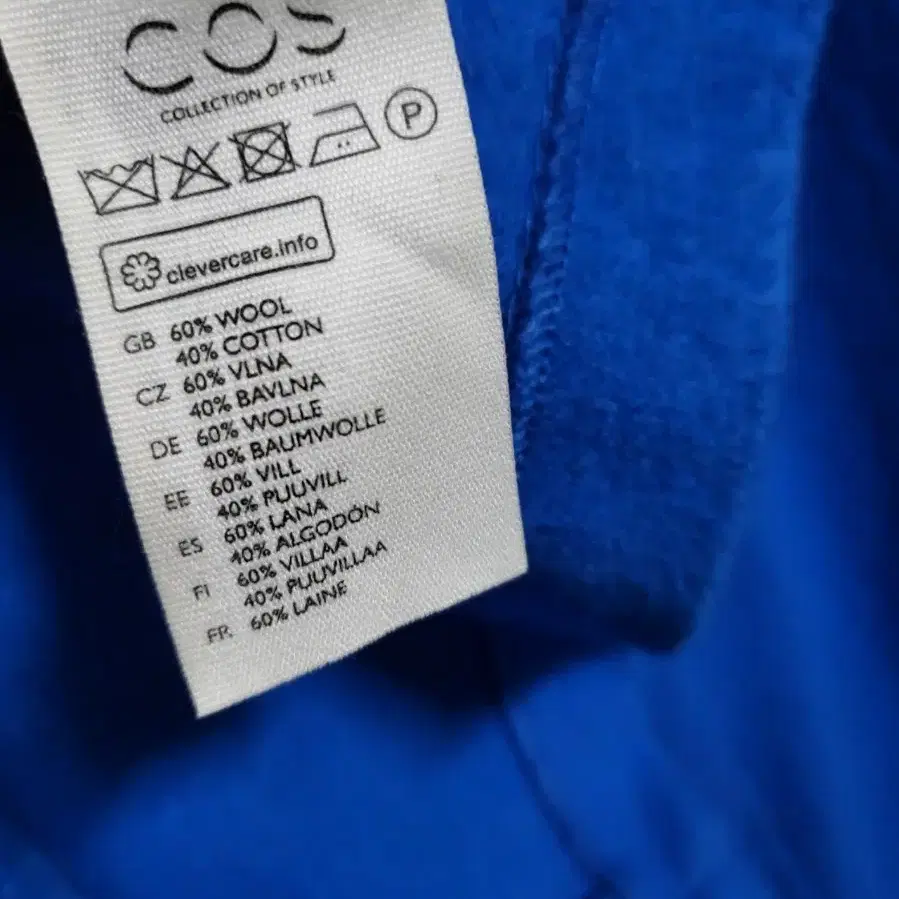 COS
COLLECTION OF STYLE
P
clevercare.info
GB 60% WOOL
40% COTTON
CZ 60% VLNA
40% BAVLNA
DE 60% WOLLE
40% BAUMWOLLE
EE 60% VILL
40% PUUVILL
ES 60% LANA
40% ALGODÓN
FI 60% VILLAA
40% PUUVILLAA
FR 60% LAINE